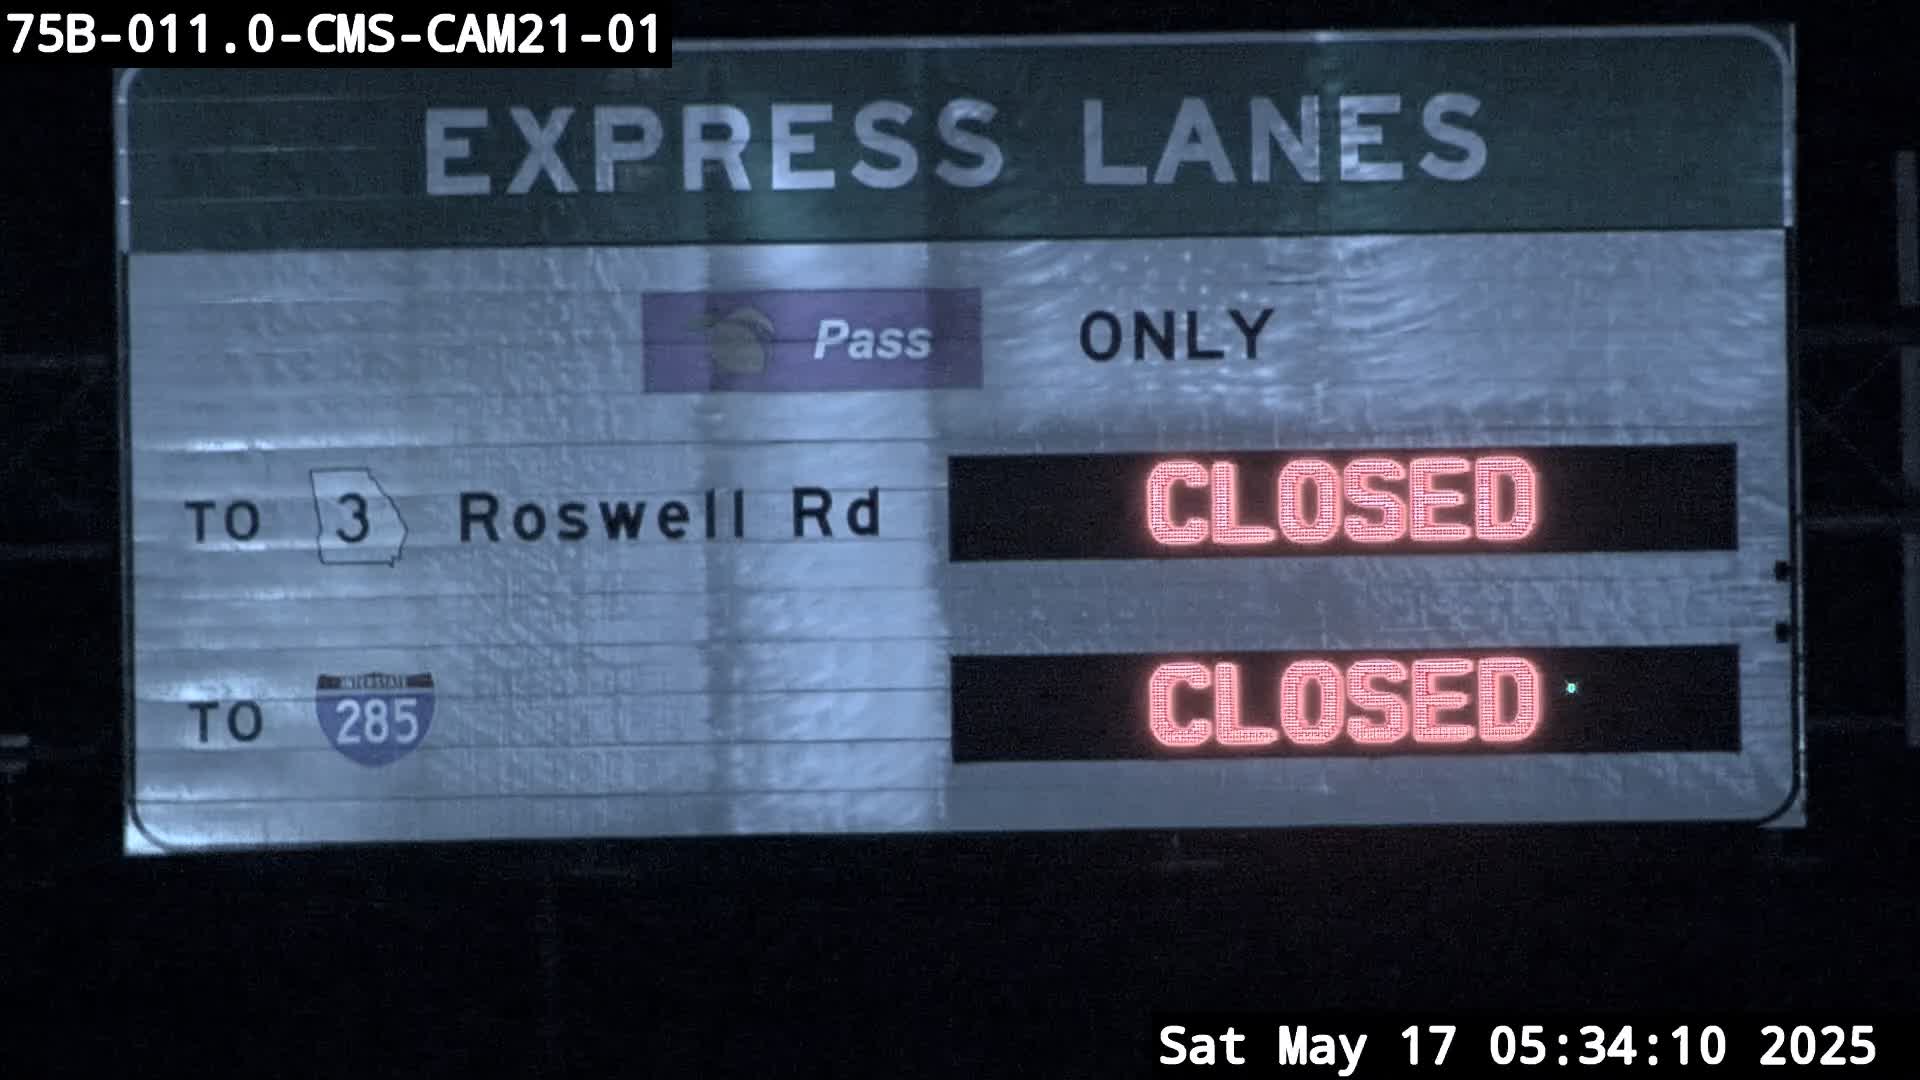 75B-011.0-CMS-CAM21-01
EXPRESS LANES
Pass ONLY
TO 3 Roswell Rd CLOSED
INTERSTATE
TO 285 CLOSED
Sat May 17 05:34:10 2025